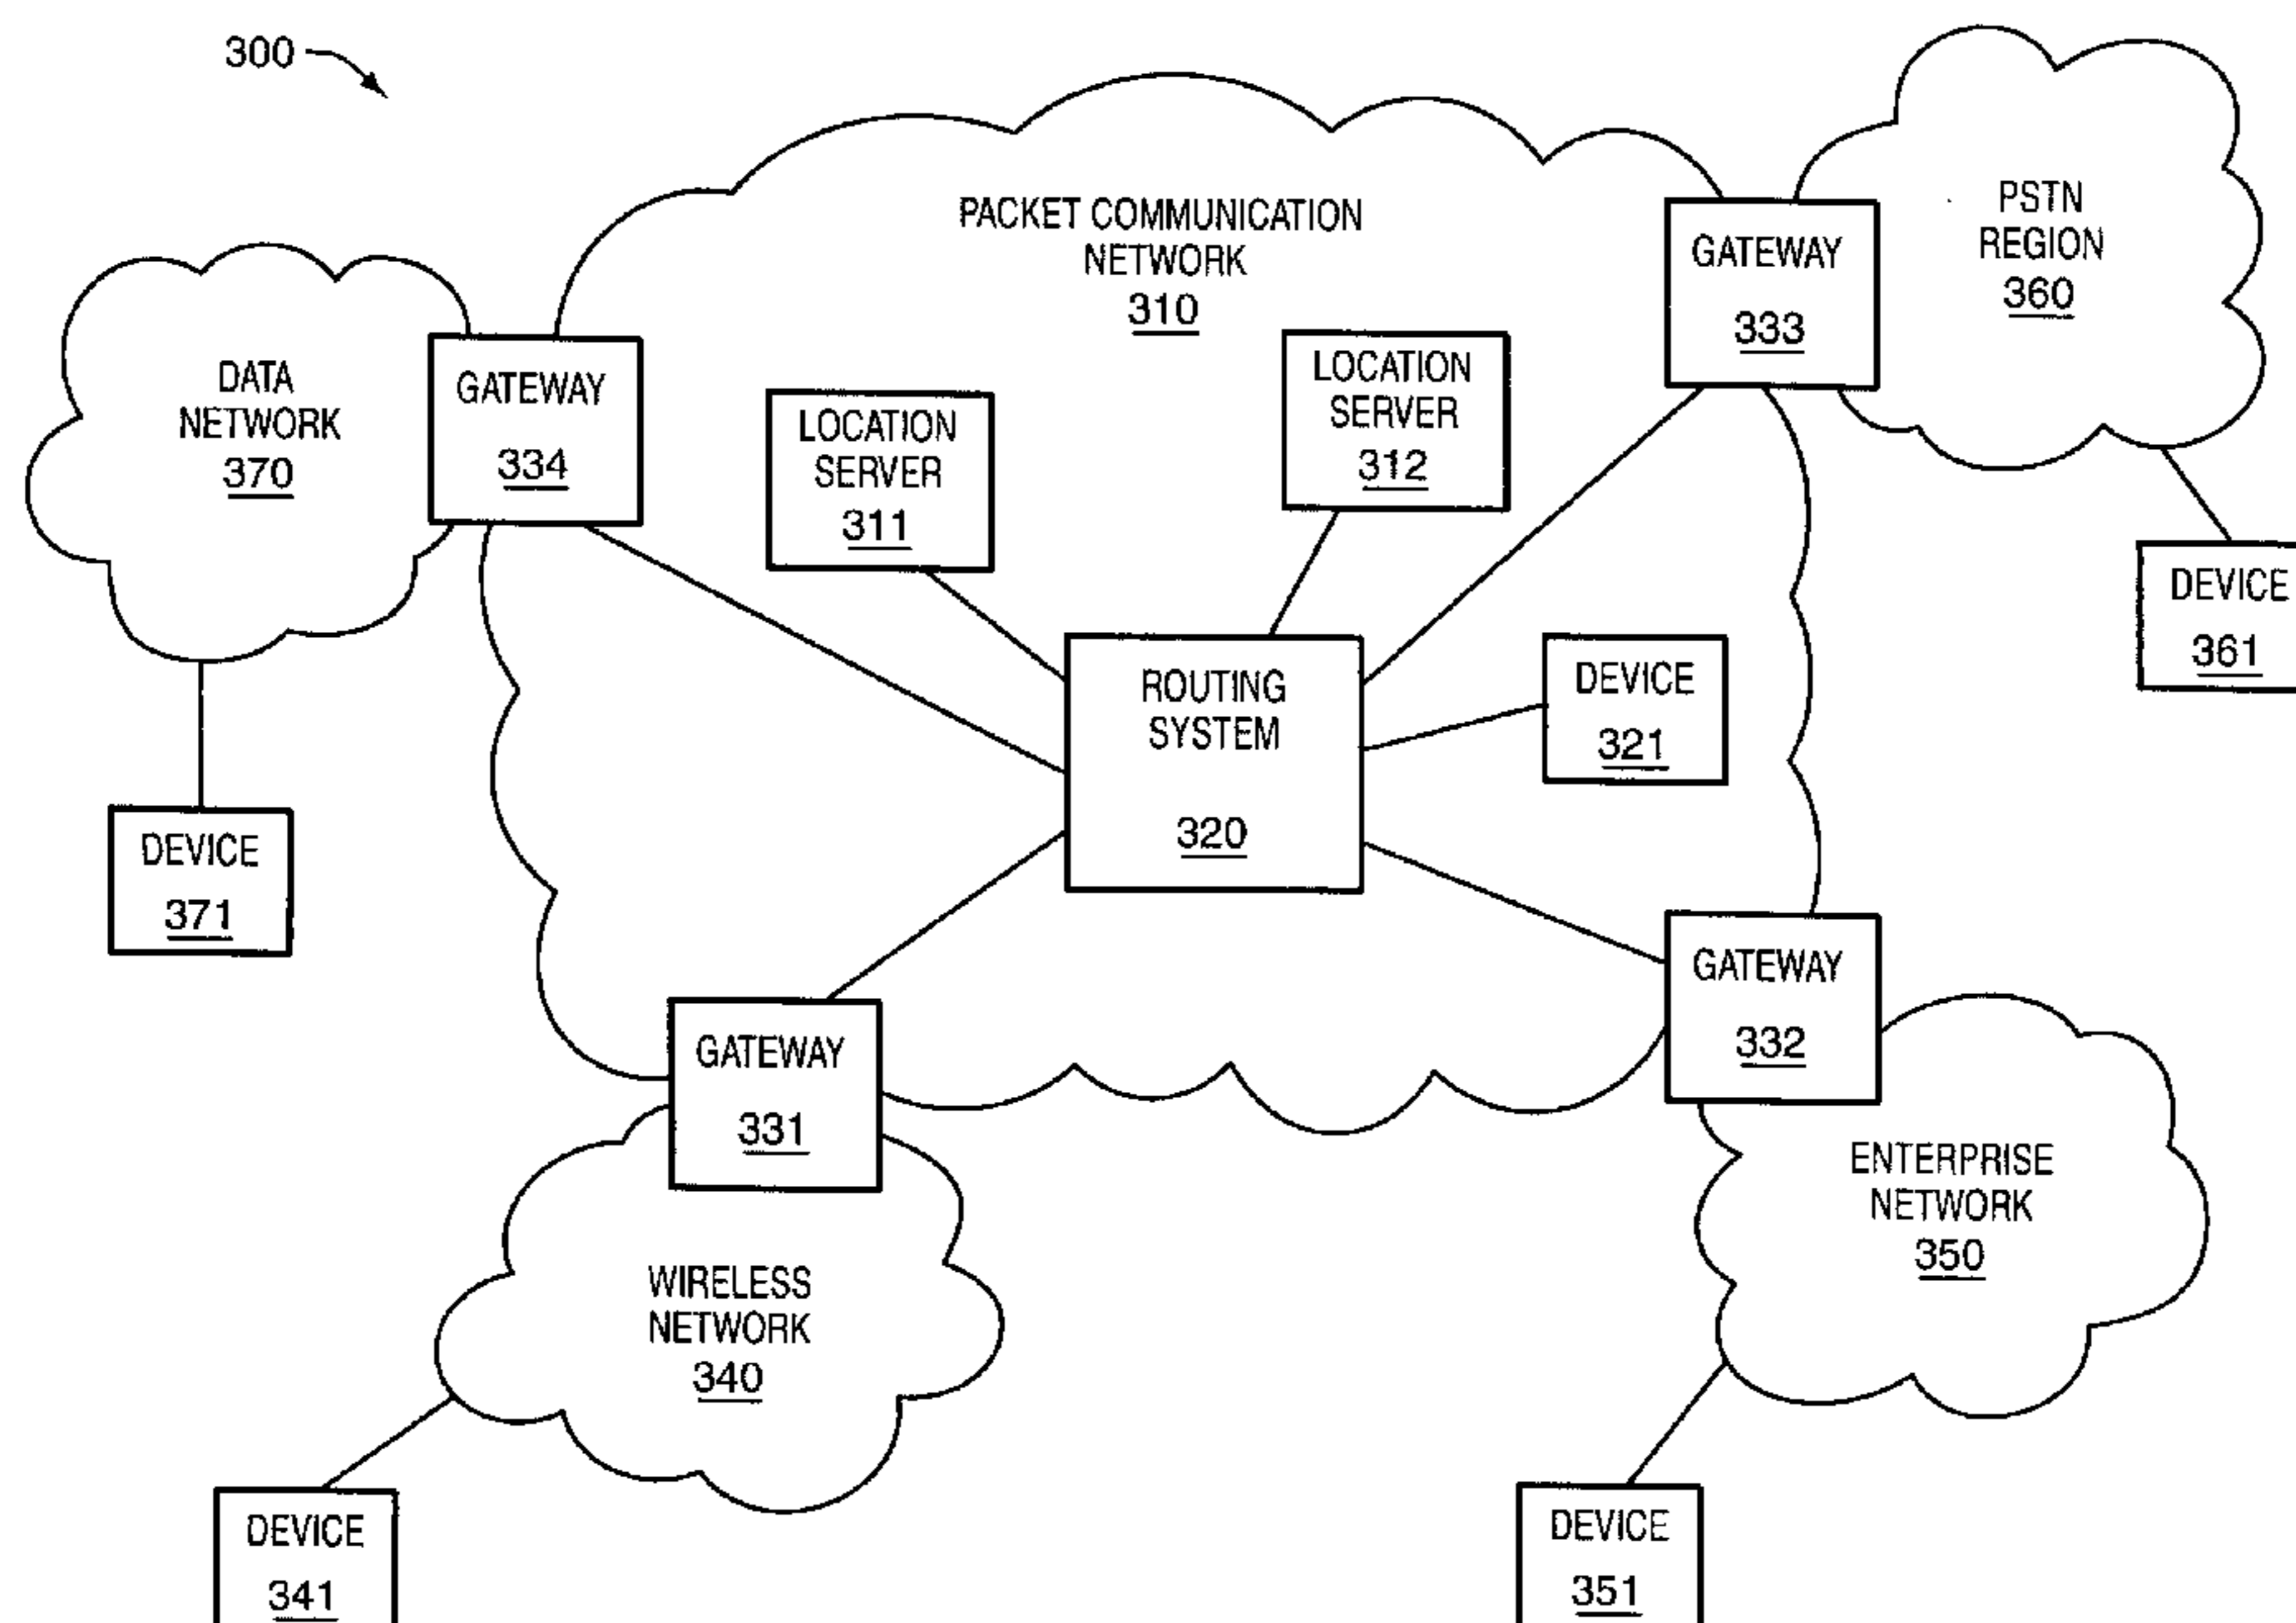 300
PACKET COMMUNICATION
NETWORK
310
PSTN
REGION
360
GATEWAY
333
DATA
NETWORK
370
GATEWAY
334
LOCATION
SERVER
311
LOCATION
SERVER
312
DEVICE
361
ROUTING
SYSTEM
320
DEVICE
321
DEVICE
371
GATEWAY
331
GATEWAY
332
WIRELESS
NETWORK
340
ENTERPRISE
NETWORK
350
DEVICE
341
DEVICE
351